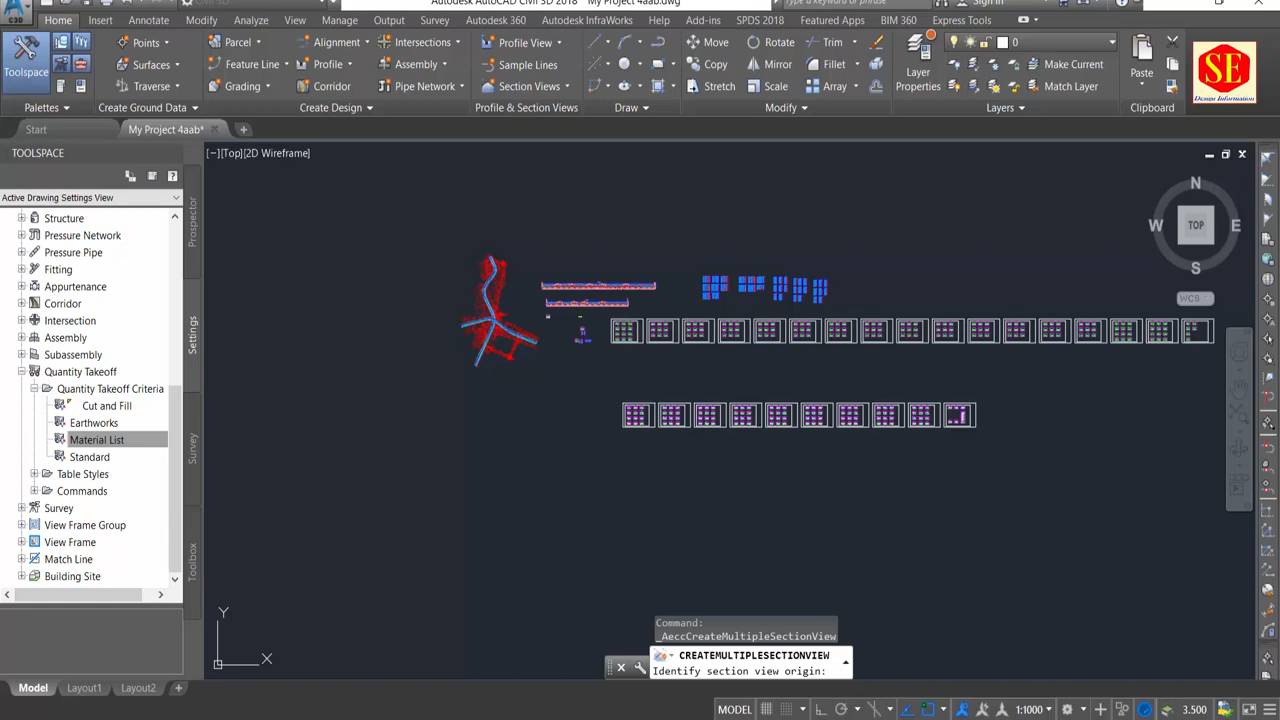 Autodesk AutoCAD Civil 3D 2018 My Project 4aab.dwg
Home Insert Annotate Modify Analyze View Manage Output Survey Autodesk 360 Autodesk InfraWorks Help Add-ins SPDS 2018 Featured Apps BIM 360 Express Tools
Toolspace
Points
Surfaces
Traverse
Parcel
Feature Line
Grading
Alignment
Profile
Corridor
Intersections
Assembly
Pipe Network
Profile View
Sample Lines
Section Views
Move
Copy
Stretch
Rotate
Mirror
Scale
Trim
Fillet
Array
Layer
Properties
0
Make Current
Match Layer
Paste
SE
Design Information
Palettes Create Ground Data Create Design Profile & Section Views Draw Modify Layers Clipboard
Start My Project 4aab*
TOOLSPACE
[−][Top][2D Wireframe]
Active Drawing Settings View
Structure
Pressure Network
Pressure Pipe
Fitting
Appurtenance
Corridor
Intersection
Assembly
Subassembly
Quantity Takeoff
Quantity Takeoff Criteria
Cut and Fill
Earthworks
Material List
Standard
Table Styles
Commands
Survey
View Frame Group
View Frame
Match Line
Building Site
Prospector
Settings
Survey
Toolbox
N
W TOP E
S
WCS
Y
X
Command:
_AeccCreateMultipleSectionView
CREATEMULTIPLESECTIONVIEW
Identify section view origin:
Model Layout1 Layout2
MODEL 1:1000 3.500